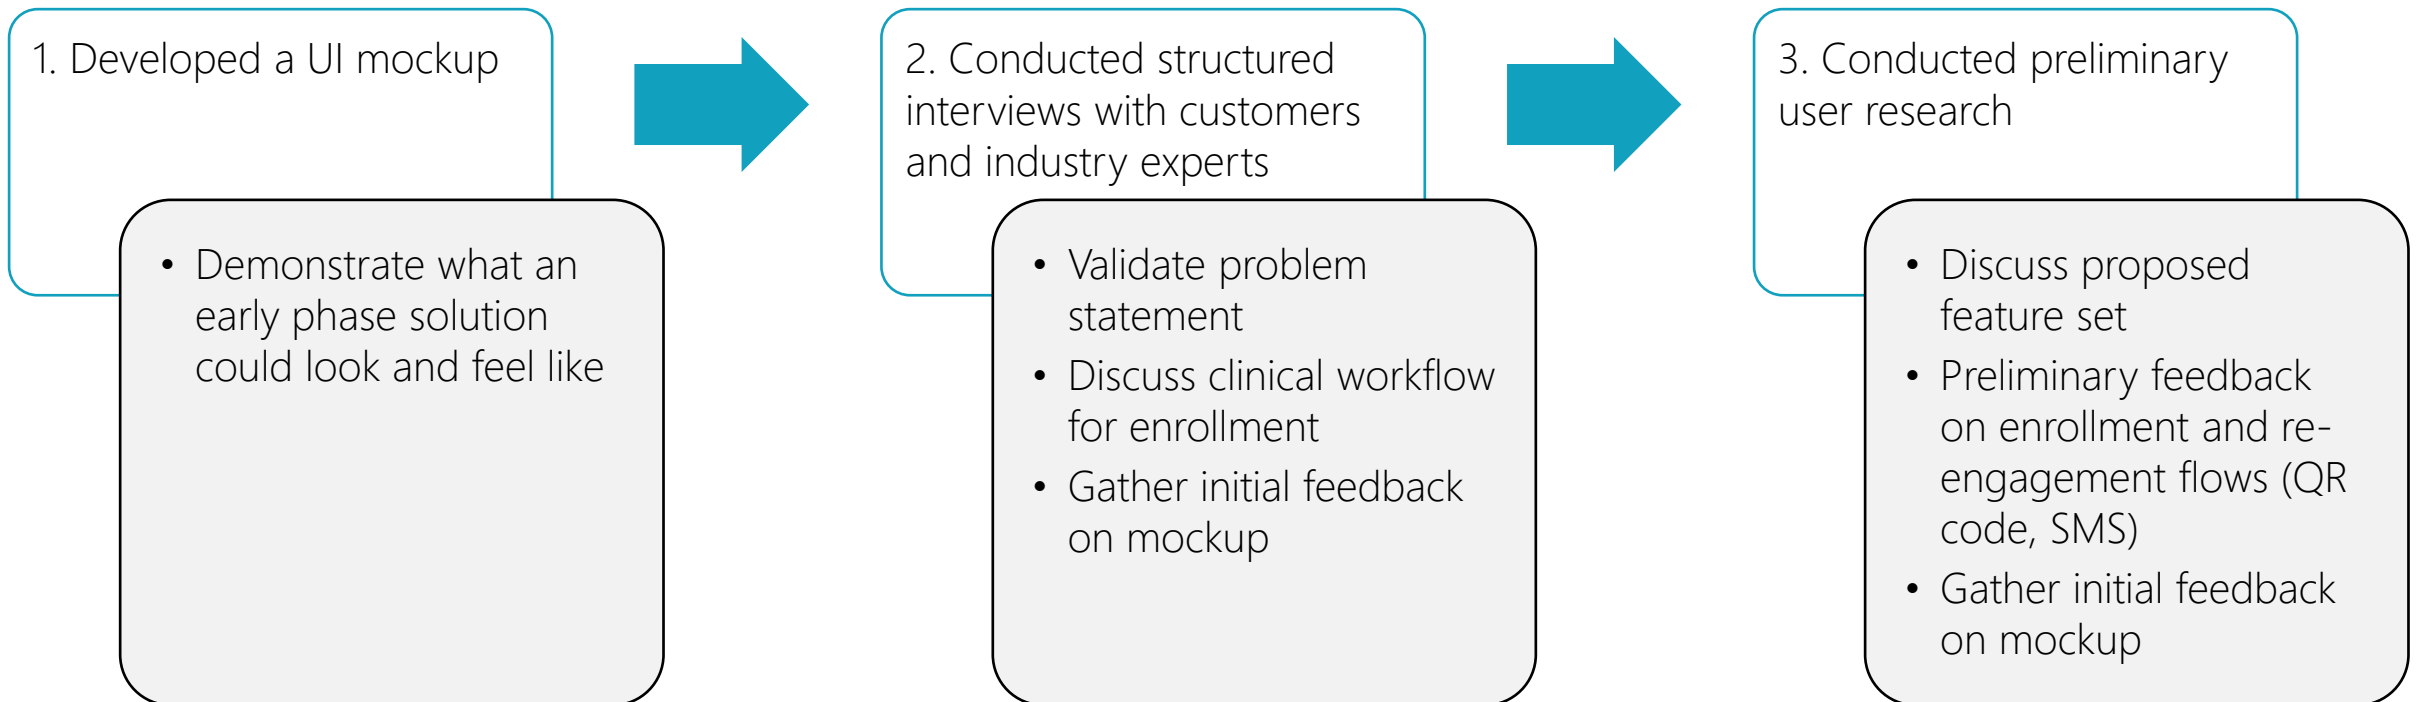 1. Developed a UI mockup
• Demonstrate what an
early phase solution
could look and feel like
2. Conducted structured
interviews with customers
and industry experts
• Validate problem
statement
• Discuss clinical workflow
for enrollment
• Gather initial feedback
on mockup
3. Conducted preliminary
user research
• Discuss proposed
feature set
• Preliminary feedback
on enrollment and re-
engagement flows (QR
code, SMS)
• Gather initial feedback
on mockup